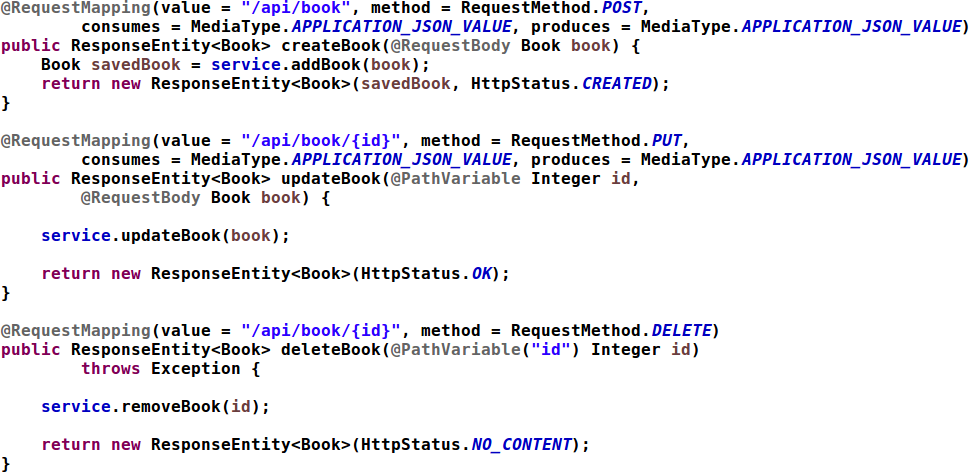 @RequestMapping(value = "/api/book", method = RequestMethod.POST,
        consumes = MediaType.APPLICATION_JSON_VALUE, produces = MediaType.APPLICATION_JSON_VALUE)
public ResponseEntity<Book> createBook(@RequestBody Book book) {
    Book savedBook = service.addBook(book);
    return new ResponseEntity<Book>(savedBook, HttpStatus.CREATED);
}

@RequestMapping(value = "/api/book/{id}", method = RequestMethod.PUT,
        consumes = MediaType.APPLICATION_JSON_VALUE, produces = MediaType.APPLICATION_JSON_VALUE)
public ResponseEntity<Book> updateBook(@PathVariable Integer id,
        @RequestBody Book book) {

    service.updateBook(book);

    return new ResponseEntity<Book>(HttpStatus.OK);
}

@RequestMapping(value = "/api/book/{id}", method = RequestMethod.DELETE)
public ResponseEntity<Book> deleteBook(@PathVariable("id") Integer id)
        throws Exception {

    service.removeBook(id);

    return new ResponseEntity<Book>(HttpStatus.NO_CONTENT);
}